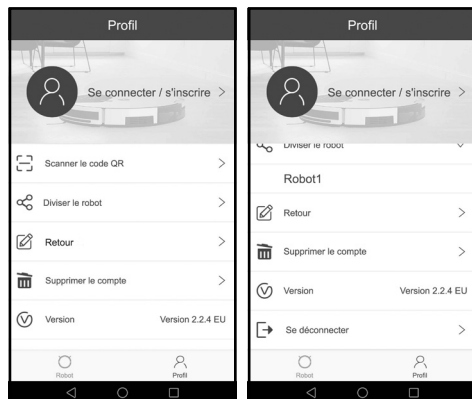 Profil
Se connecter / s'inscrire >
Scanner le code QR
Diviser le robot
Retour
Supprimer le compte
Version Version 2.2.4 EU
Robot Profil
Profil
Se connecter / s'inscrire >
Diviser le robot
Robot1
Retour
Supprimer le compte
Version Version 2.2.4 EU
Se déconnecter
Robot Profil